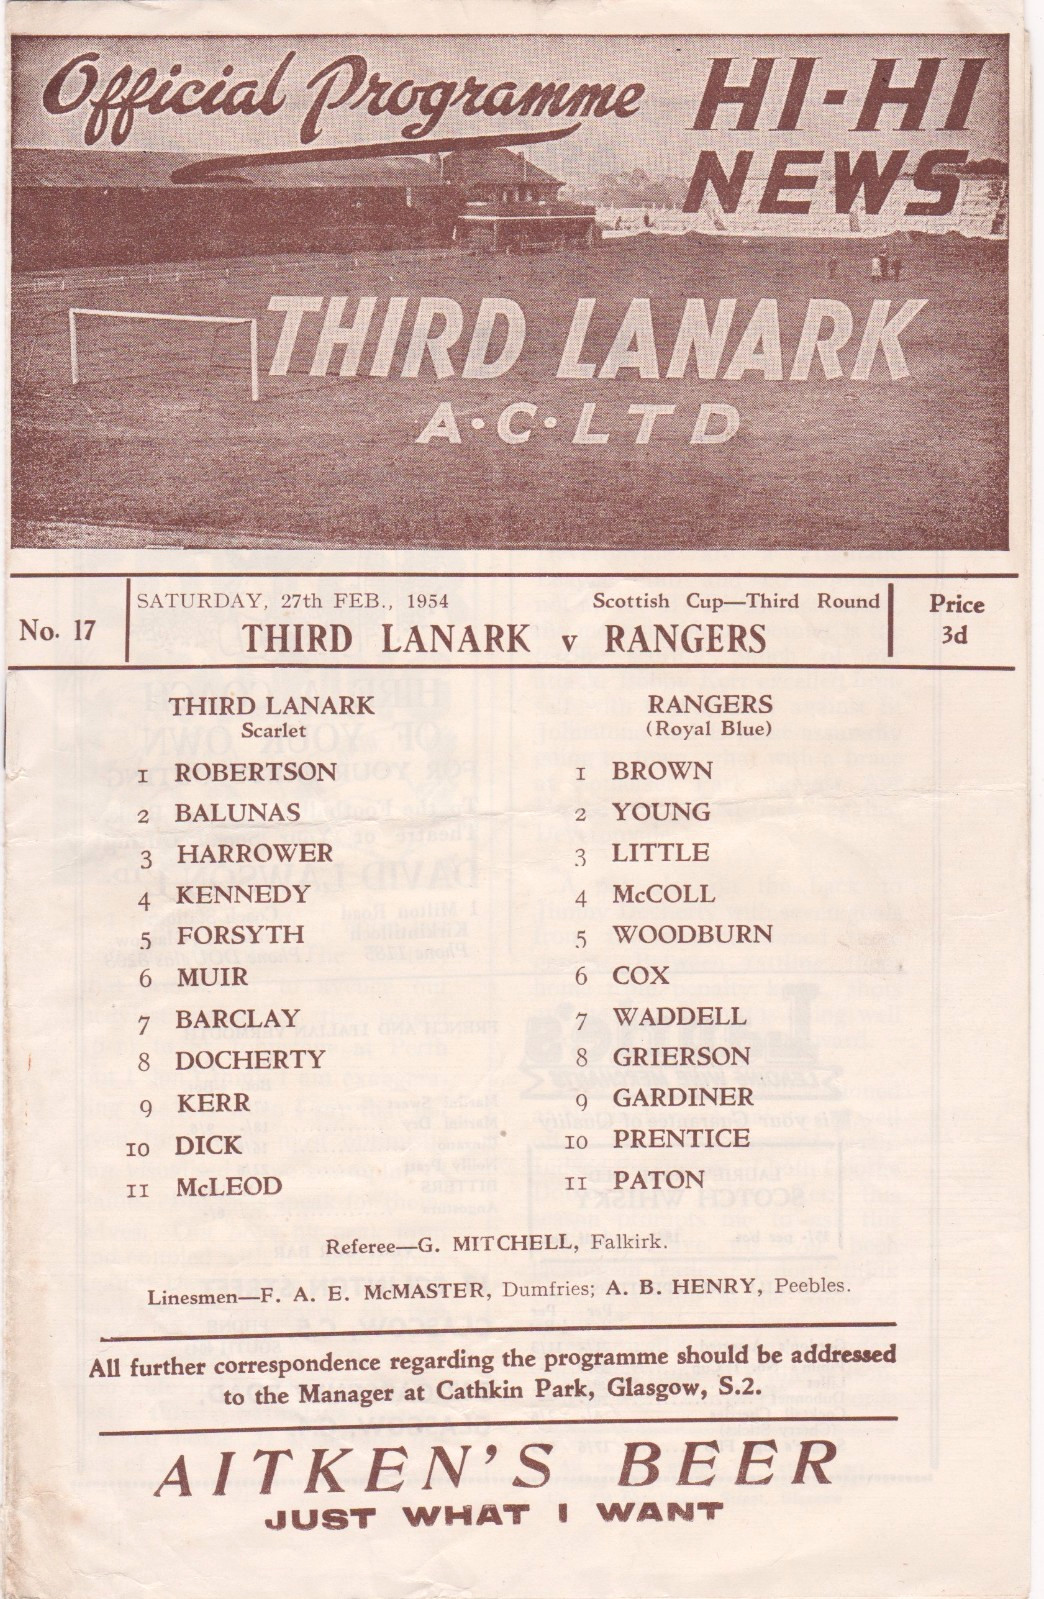 Official Programme
HI-HI
NEWS
THIRD LANARK
A·C·LTD
No. 17
SATURDAY, 27th FEB., 1954
Scottish Cup—Third Round
THIRD LANARK v RANGERS
Price
3d
THIRD LANARK
Scarlet
1 ROBERTSON
2 BALUNAS
3 HARROWER
4 KENNEDY
5 FORSYTH
6 MUIR
7 BARCLAY
8 DOCHERTY
9 KERR
10 DICK
11 McLEOD
RANGERS
(Royal Blue)
1 BROWN
2 YOUNG
3 LITTLE
4 McCOLL
5 WOODBURN
6 COX
7 WADDELL
8 GRIERSON
9 GARDINER
10 PRENTICE
11 PATON
Referee—G. MITCHELL, Falkirk.
Linesmen—F. A. E. McMASTER, Dumfries; A. B. HENRY, Peebles.
All further correspondence regarding the programme should be addressed
to the Manager at Cathkin Park, Glasgow, S.2.
AITKEN'S BEER
JUST WHAT I WANT